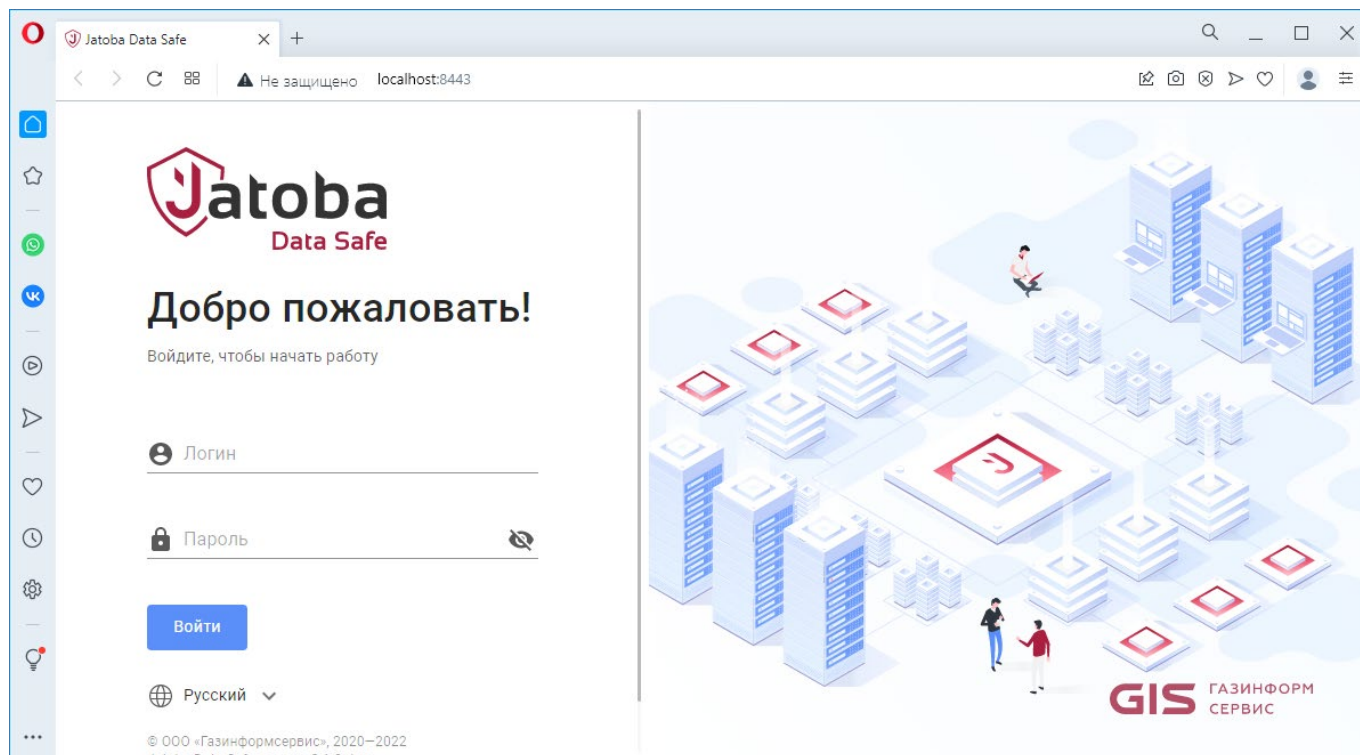 Jatoba Data Safe
Не защищено localhost:8443
Jatoba
Data Safe
Добро пожаловать!
Войдите, чтобы начать работу
Логин
Пароль
Войти
Русский
© ООО «Газинформсервис», 2020—2022
GIS ГАЗИНФОРМ
СЕРВИС